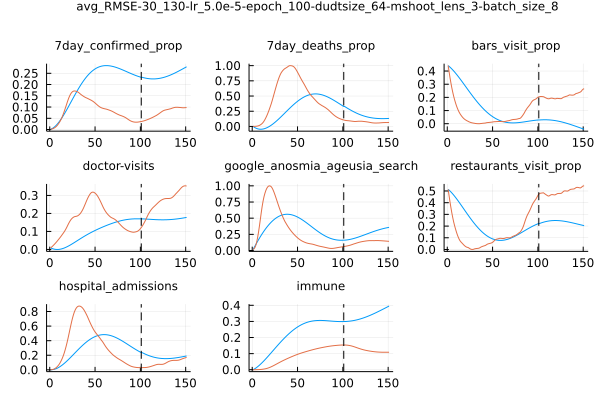 avg_RMSE-30_130-lr_5.0e-5-epoch_100-dudtsize_64-mshoot_lens_3-batch_size_8
7day_confirmed_prop 7day_deaths_prop bars_visit_prop
0.25 1.00 0.4
0.20 0.75 0.3
0.15 0.50 0.2
0.10 0.25 0.1
0.05 0.00 0.0
0.00
0 50 100 150 0 50 100 150 0 50 100 150
doctor-visits google_anosmia_ageusia_search restaurants_visit_prop
0.3 1.00 0.5
0.2 0.75 0.4
0.1 0.50 0.3
0.0 0.25 0.2
0.00 0.1
0.0
0 50 100 150 0 50 100 150 0 50 100 150
hospital_admissions immune
0.8 0.4
0.6 0.3
0.4 0.2
0.2 0.1
0.0 0.0
0 50 100 150 0 50 100 150